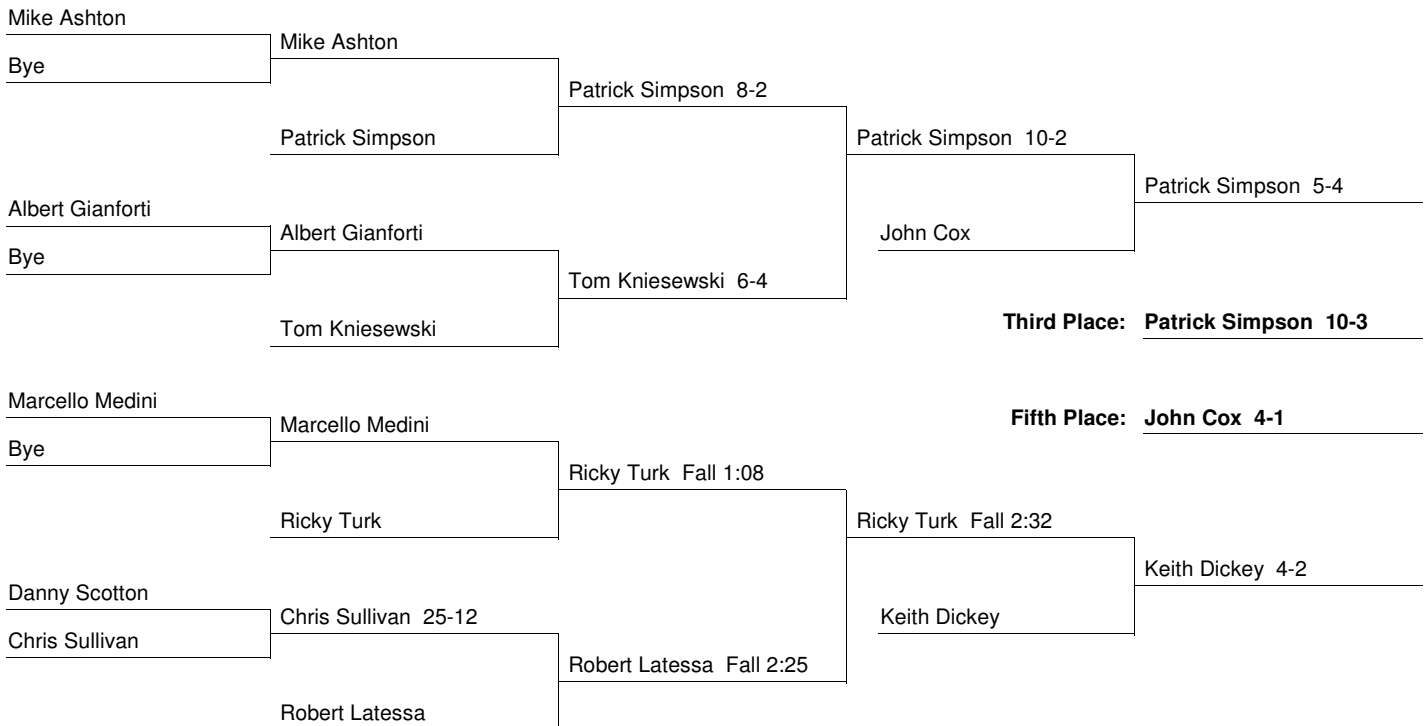 Mike Ashton
Bye
Mike Ashton
Patrick Simpson
Patrick Simpson 8-2
Albert Gianforti
Bye
Albert Gianforti
Tom Kniesewski
Tom Kniesewski 6-4
Patrick Simpson 10-2
John Cox
Patrick Simpson 5-4
Third Place: Patrick Simpson 10-3
Fifth Place: John Cox 4-1
Marcello Medini
Bye
Marcello Medini
Ricky Turk
Ricky Turk Fall 1:08
Danny Scotton
Chris Sullivan
Chris Sullivan 25-12
Robert Latessa
Robert Latessa Fall 2:25
Ricky Turk Fall 2:32
Keith Dickey
Keith Dickey 4-2